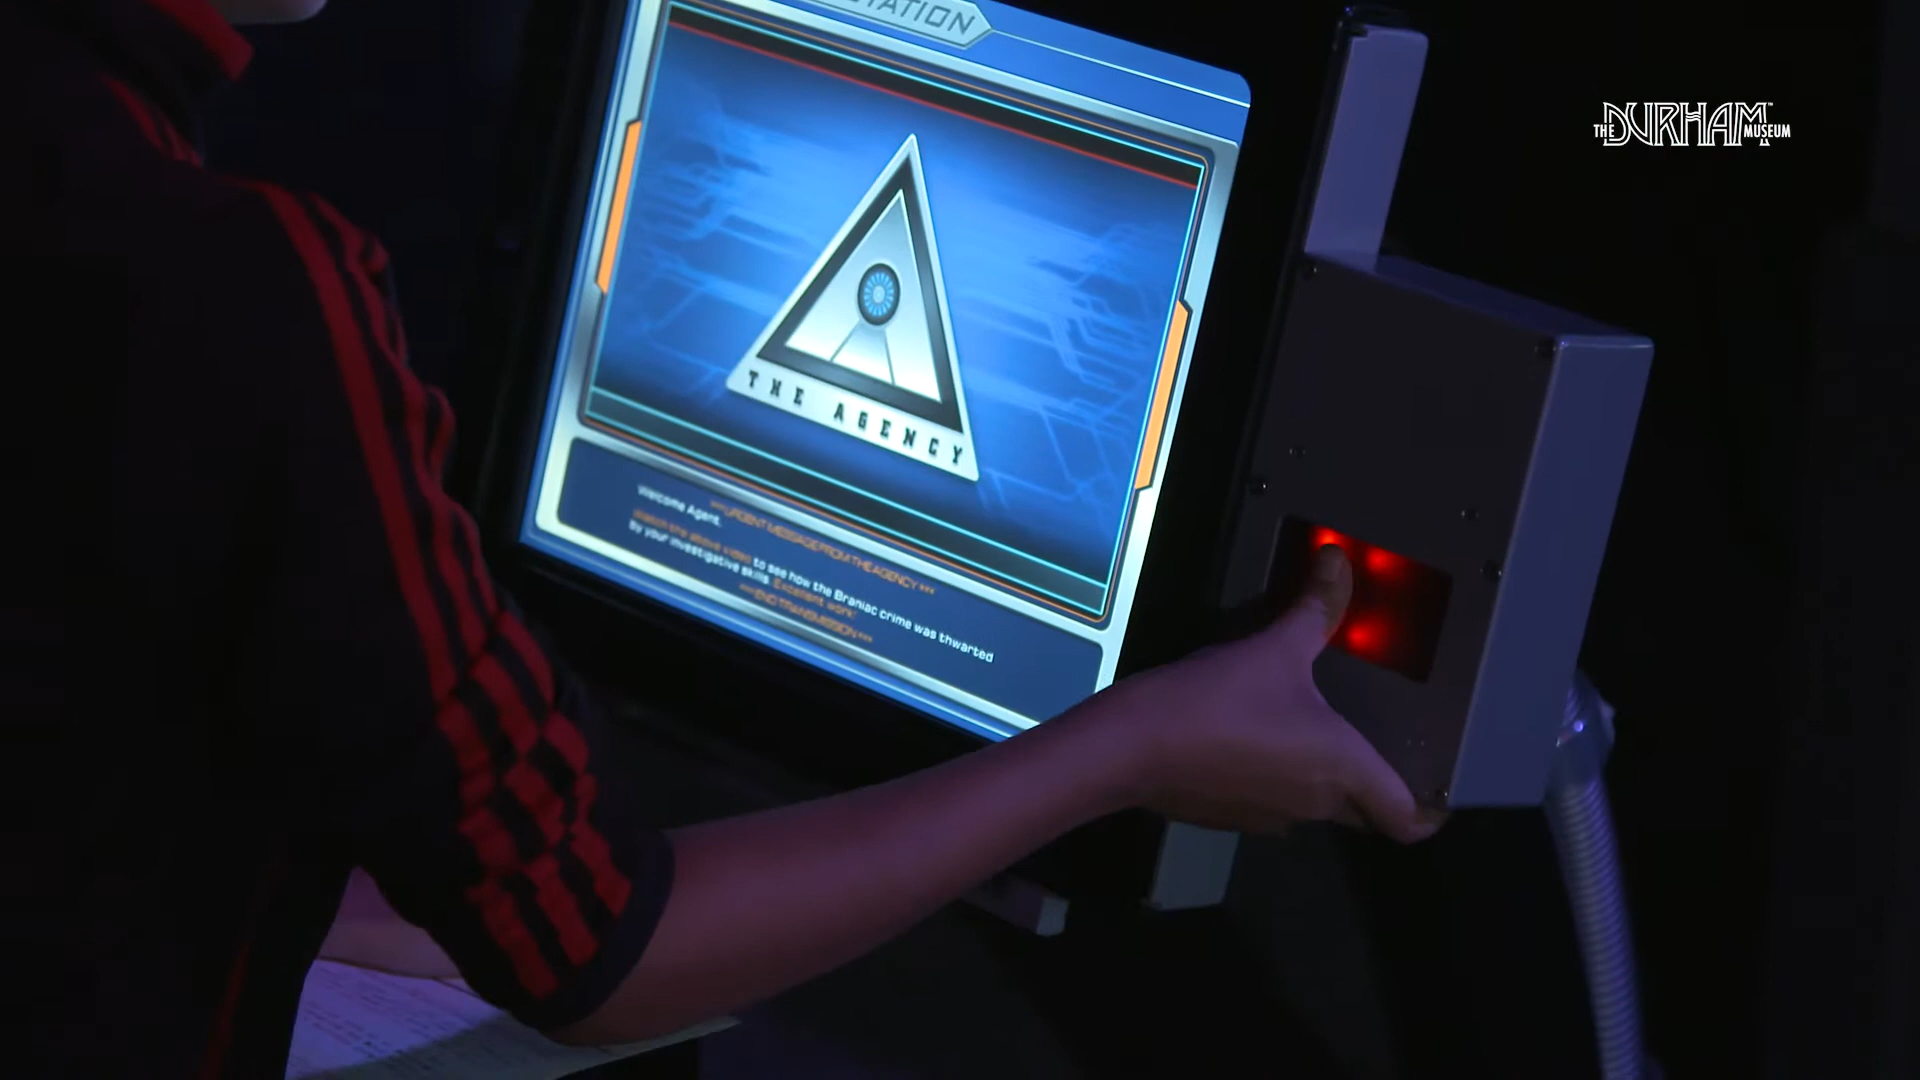 STATION
THE DURHAM MUSEUM
THE AGENCY
*** URGENT MESSAGE FROM THE AGENCY ***
Welcome Agent.
Watch the above video to see how the Braniac crime was thwarted
By your investigative skills. Excellent work!
*** END TRANSMISSION ***